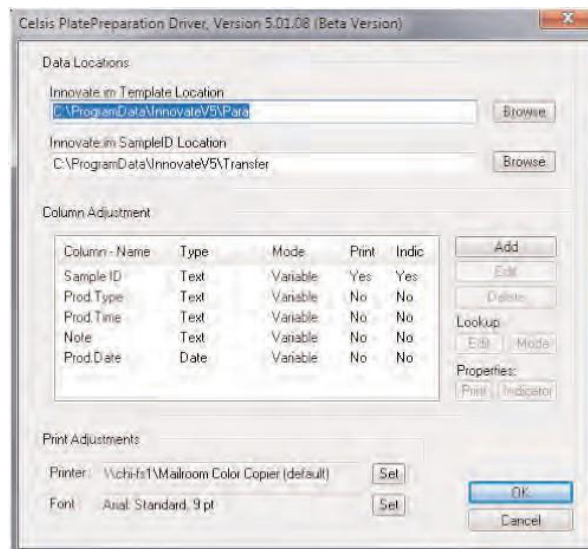 Celsis PlatePreparation Driver, Version 5.01.08 (Beta Version)
Data Locations
Innovate.im Template Location
C:\ProgramData\InnovateV5\Para
Browse
Innovate.im SampleID Location
C:\ProgramData\InnovateV5\Transfer
Browse
Column Adjustment
Column - Name Type Mode Print Indic
Sample ID Text Variable Yes Yes
Prod.Type Text Variable No No
Prod.Time Text Variable No No
Note Text Variable No No
Prod.Date Date Variable No No
Add
Edit
Delete
Lookup:
Edit Mode
Properties:
Print Indicator
Print Adjustments
Printer: \\chi-fs1\Mailroom Color Copier (default) Set
Font: Arial: Standard, 9 pt Set
OK
Cancel